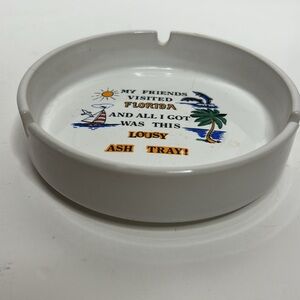 MY FRIENDS
VISITED
FLORIDA
AND ALL I GOT
WAS THIS
LOUSY
ASH TRAY!